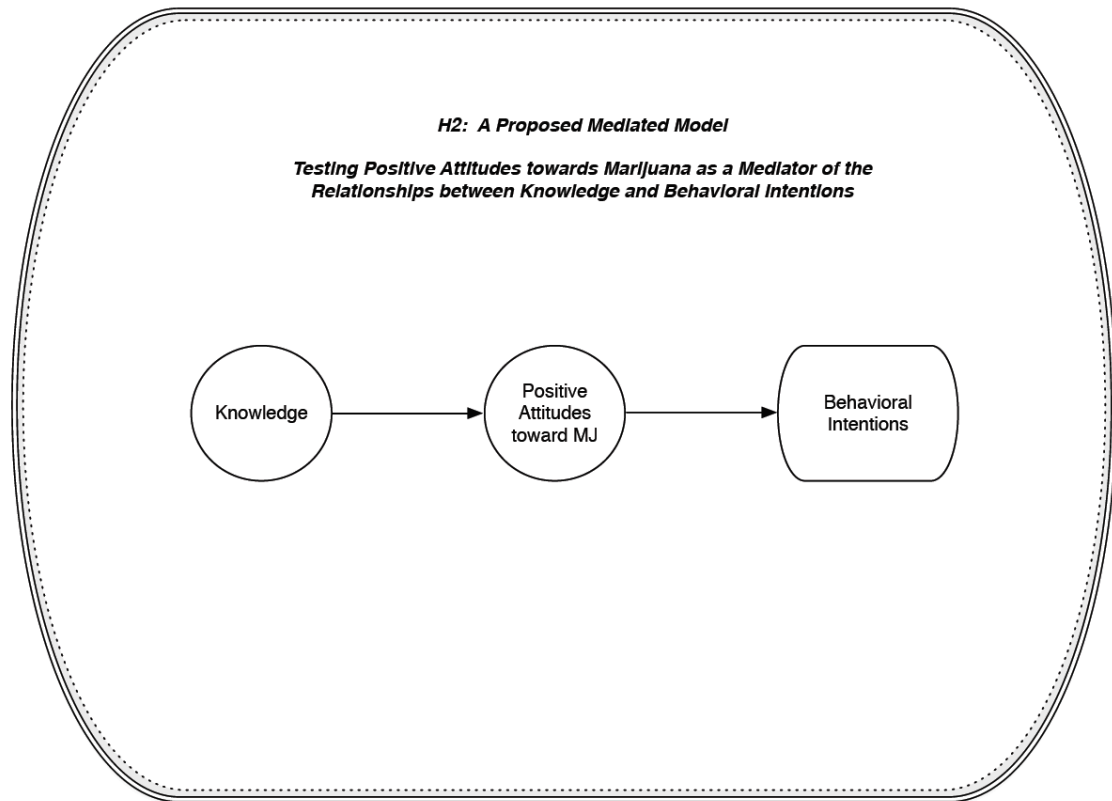 H2: A Proposed Mediated Model
Testing Positive Attitudes towards Marijuana as a Mediator of the
Relationships between Knowledge and Behavioral Intentions
Knowledge
Positive
Attitudes
toward MJ
Behavioral
Intentions